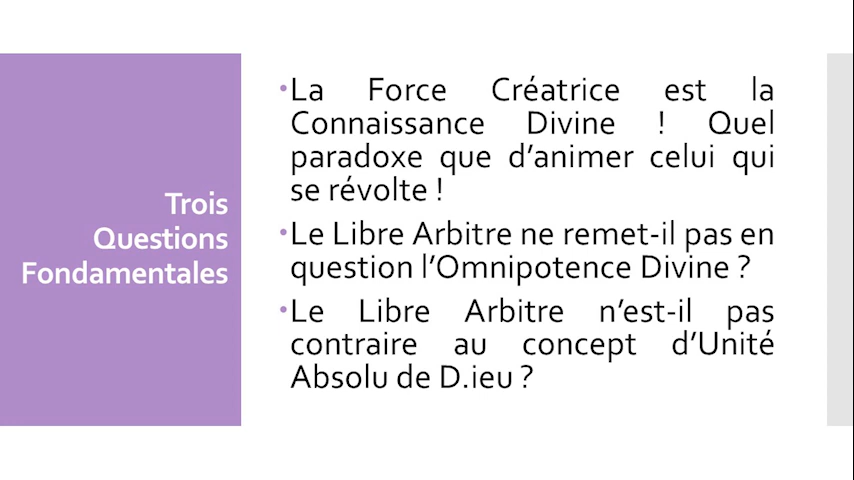 Trois
Questions
Fondamentales
•La Force Créatrice est la
Connaissance Divine ! Quel
paradoxe que d’animer celui qui
se révolte !
•Le Libre Arbitre ne remet-il pas en
question l’Omnipotence Divine ?
•Le Libre Arbitre n’est-il pas
contraire au concept d’Unité
Absolu de D.ieu ?